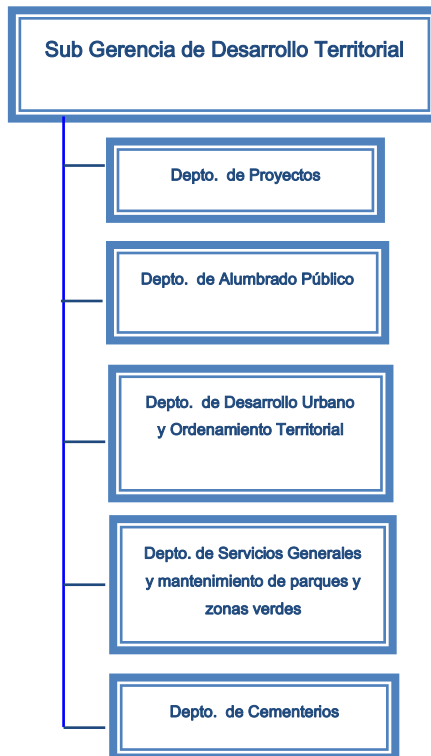 Sub Gerencia de Desarrollo Territorial
Depto. de Proyectos
Depto. de Alumbrado Público
Depto. de Desarrollo Urbano
y Ordenamiento Territorial
Depto. de Servicios Generales
y mantenimiento de parques y
zonas verdes
Depto. de Cementerios